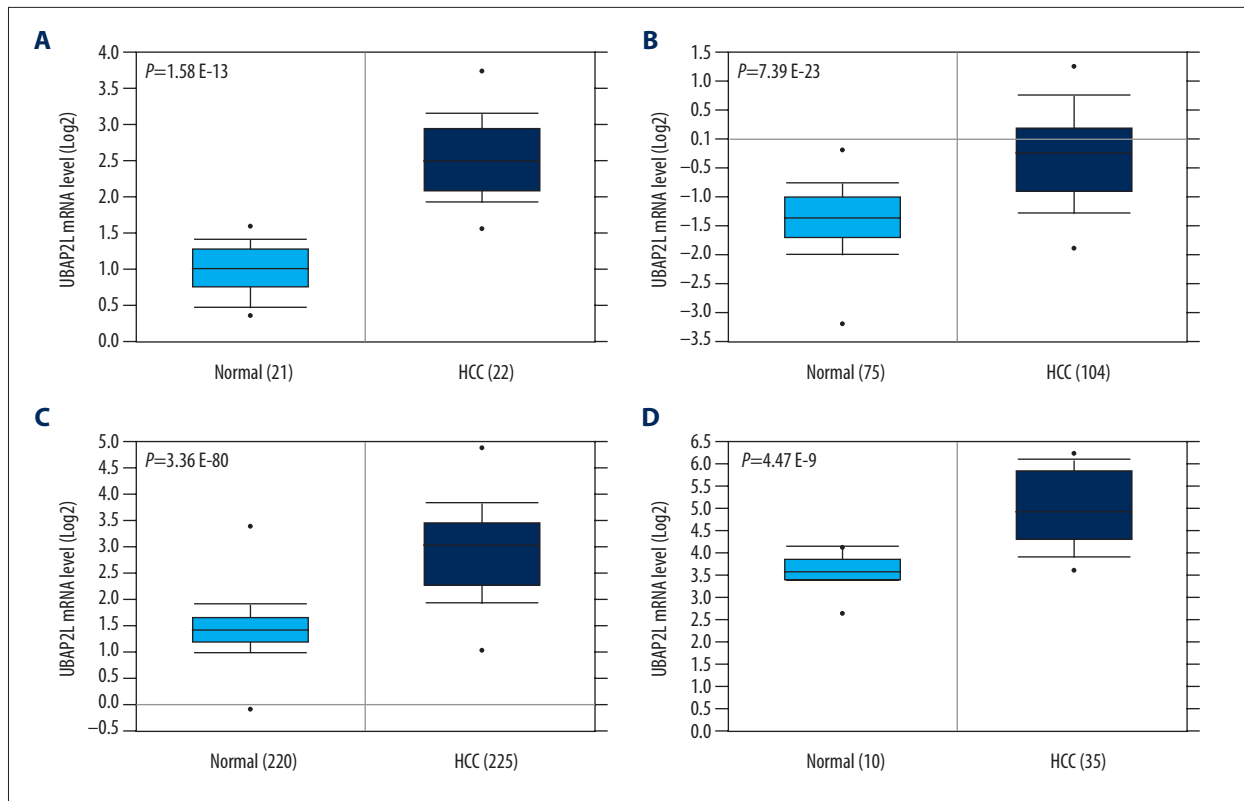 A
P=1.58 E-13
UBAP2L mRNA level (Log2)
4.0
3.5
3.0
2.5
2.0
1.5
1.0
0.5
0.0
Normal (21)
HCC (22)
B
P=7.39 E-23
UBAP2L mRNA level (Log2)
1.5
1.0
0.5
0.1
−0.5
−1.0
−1.5
−2.0
−2.5
−3.0
−3.5
Normal (75)
HCC (104)
C
P=3.36 E-80
UBAP2L mRNA level (Log2)
5.0
4.5
4.0
3.5
3.0
2.5
2.0
1.5
1.0
0.0
−0.5
Normal (220)
HCC (225)
D
P=4.47 E-9
UBAP2L mRNA level (Log2)
6.5
6.0
5.5
5.0
4.5
4.0
3.5
3.0
2.5
2.0
1.5
1.0
0.5
0.0
Normal (10)
HCC (35)